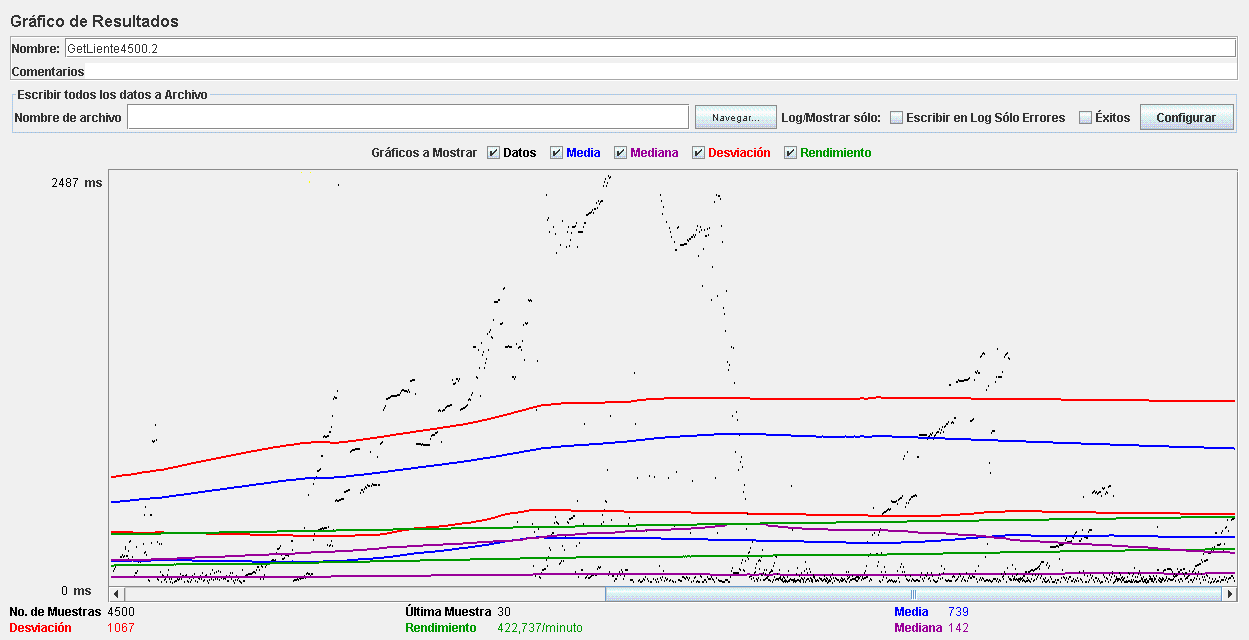 Gráfico de Resultados
Nombre: GetLiente4500.2
Comentarios
Escribir todos los datos a Archivo
Nombre de archivo Navegar... Log/Mostrar sólo: Escribir en Log Sólo Errores Éxitos Configurar
Gráficos a Mostrar Datos Media Mediana Desviación Rendimiento
2487 ms
0 ms
No. de Muestras 4500 Última Muestra 30 Media 739
Desviación 1067 Rendimiento 422,737/minuto Mediana 142